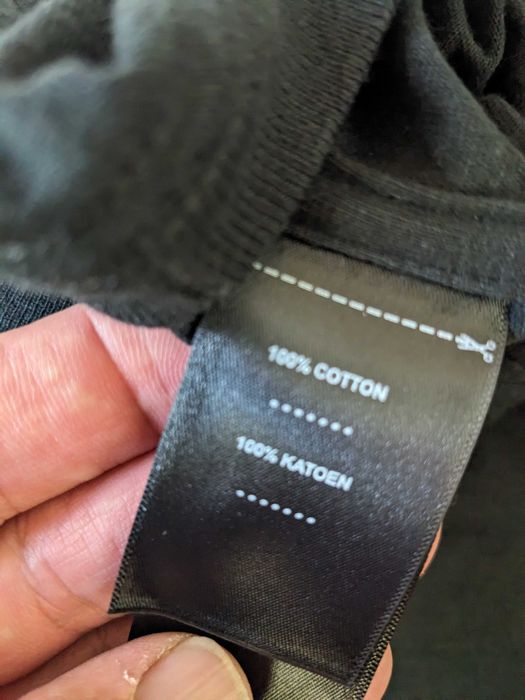 100% COTTON
.......
100% KATOEN
.......